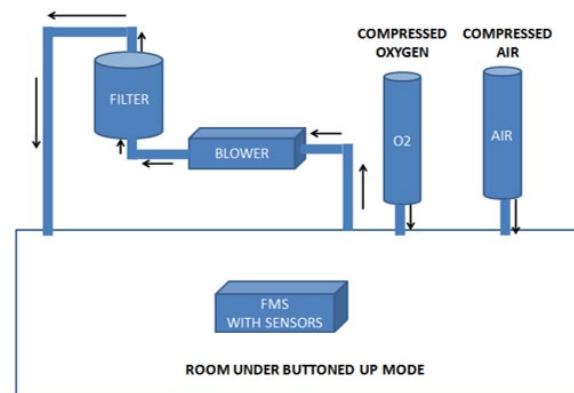 COMPRESSED
OXYGEN
COMPRESSED
AIR
FILTER
BLOWER
O2
AIR
FMS
WITH SENSORS
ROOM UNDER BUTTONED UP MODE